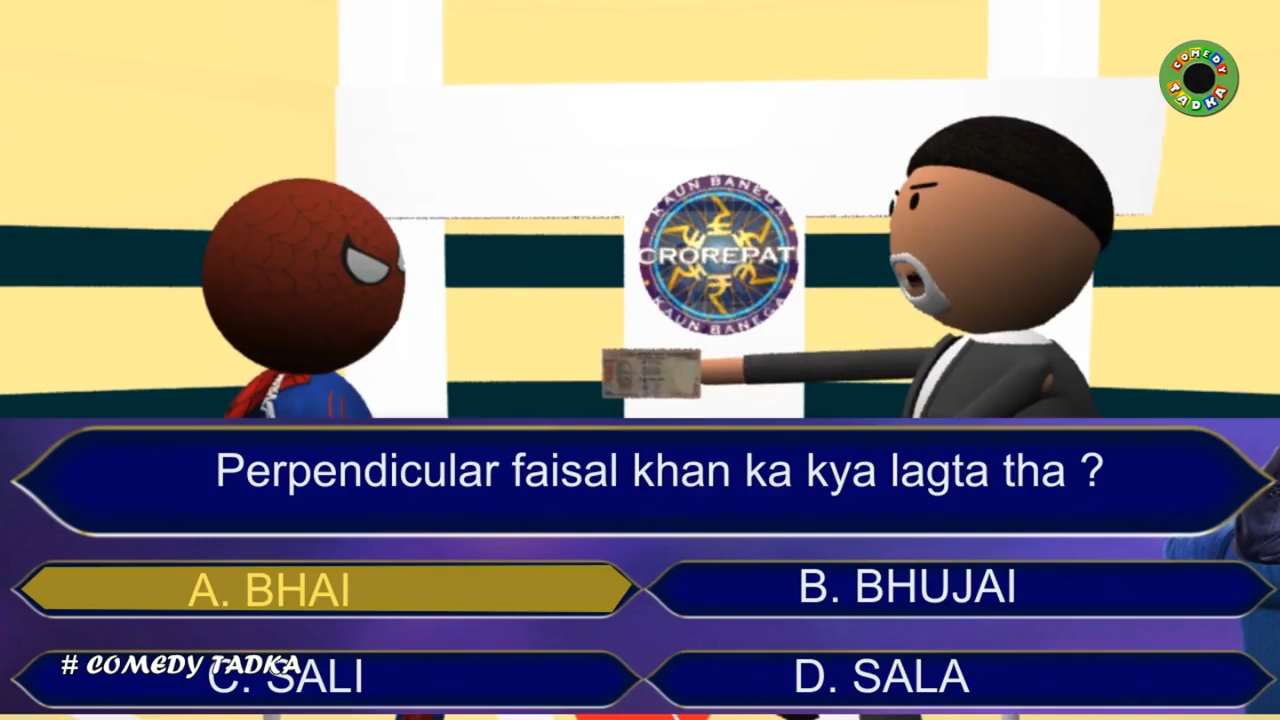 COMEDY
TADKA
KAUN BANEGA
CROREPAT
KAUN BANEGA
Perpendicular faisal khan ka kya lagta tha ?
A. BHAI
B. BHUJAI
# COMEDY TADKA
C. SALI
D. SALA